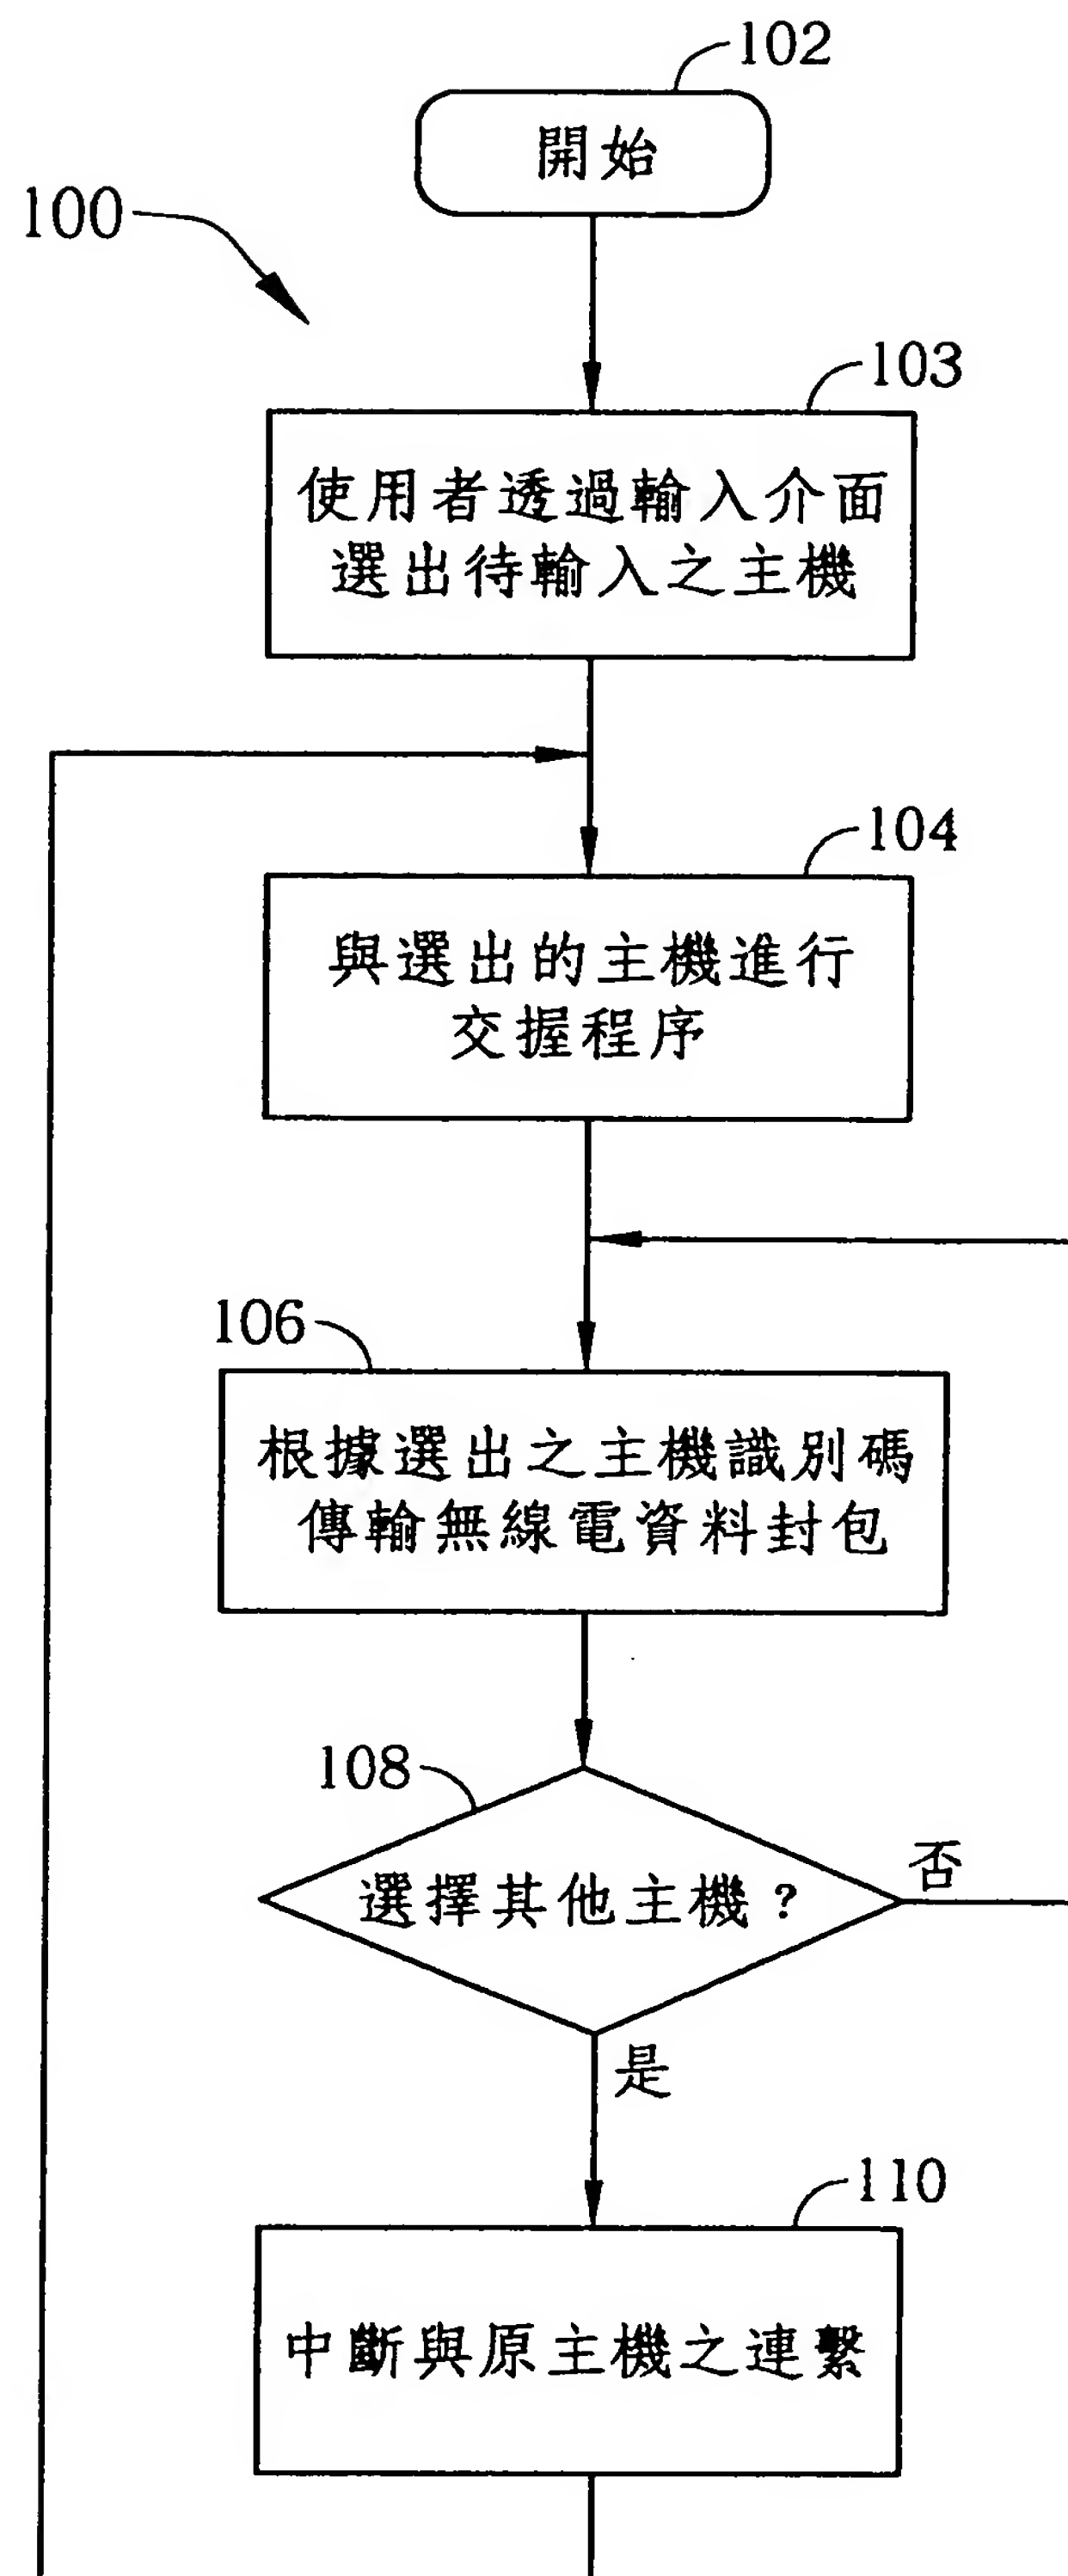 102
開始
100
103
使用者透過輸入介面
選出待輸入之主機
104
與選出的主機進行
交握程序
106
根據選出之主機識別碼
傳輸無線電資料封包
108
選擇其他主機？
否
是
110
中斷與原主機之連繫